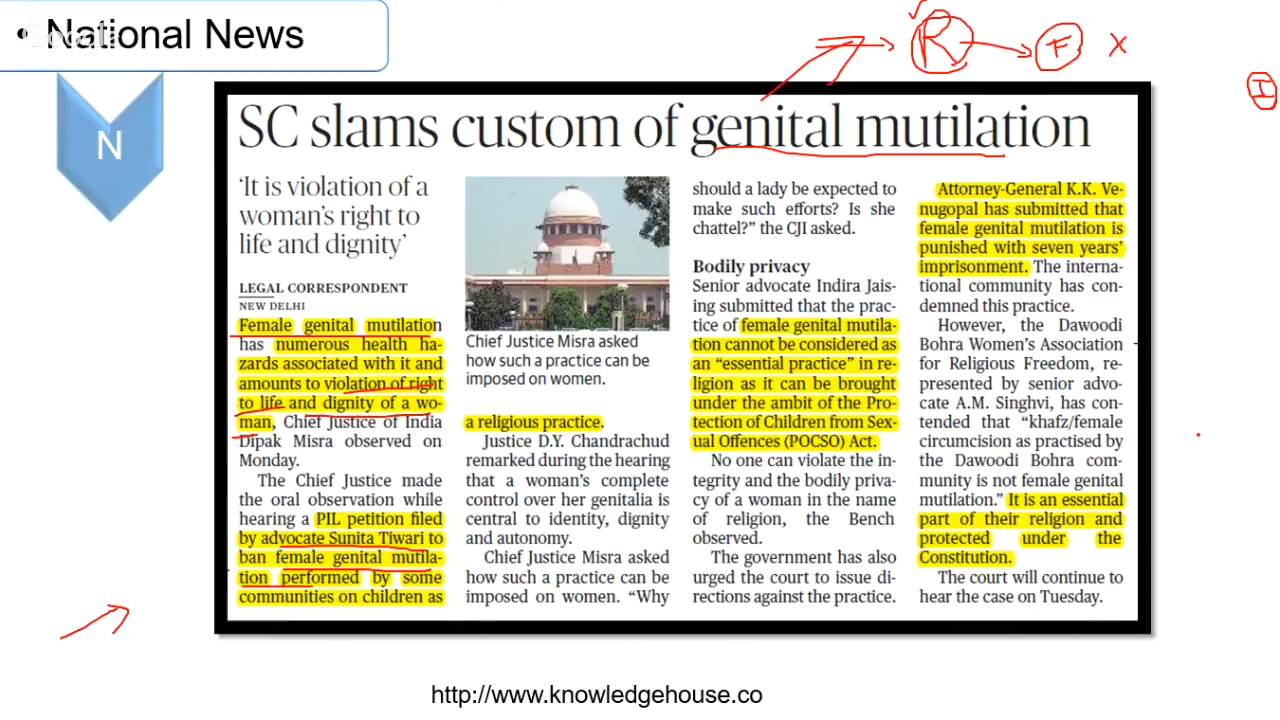 • National News
Google
N
R
F
X
I
SC slams custom of genital mutilation
‘It is violation of a
woman’s right to
life and dignity’
LEGAL CORRESPONDENT
NEW DELHI
Female genital mutilation
has numerous health ha-
zards associated with it and
amounts to violation of right
to life and dignity of a wo-
man, Chief Justice of India
Dipak Misra observed on
Monday.
The Chief Justice made
the oral observation while
hearing a PIL petition filed
by advocate Sunita Tiwari to
ban female genital mutila-
tion performed by some
communities on children as
Chief Justice Misra asked
how such a practice can be
imposed on women.
a religious practice.
Justice D.Y. Chandrachud
remarked during the hearing
that a woman’s complete
control over her genitalia is
central to identity, dignity
and autonomy.
Chief Justice Misra asked
how such a practice can be
imposed on women. “Why
should a lady be expected to
make such efforts? Is she
chattel?” the CJI asked.
Bodily privacy
Senior advocate Indira Jais-
ing submitted that the prac-
tice of female genital mutila-
tion cannot be considered as
an “essential practice” in re-
ligion as it can be brought
under the ambit of the Pro-
tection of Children from Sex-
ual Offences (POCSO) Act.
No one can violate the in-
tegrity and the bodily priva-
cy of a woman in the name
of religion, the Bench
observed.
The government has also
urged the court to issue di-
rections against the practice.
Attorney-General K.K. Ve-
nugopal has submitted that
female genital mutilation is
punished with seven years’
imprisonment. The interna-
tional community has con-
demned this practice.
However, the Dawoodi
Bohra Women’s Association
for Religious Freedom, re-
presented by senior advo-
cate A.M. Singhvi, has con-
tended that “khafz/female
circumcision as practised by
the Dawoodi Bohra com-
munity is not female genital
mutilation.” It is an essential
part of their religion and
protected under the
Constitution.
The court will continue to
hear the case on Tuesday.
http://www.knowledgehouse.co